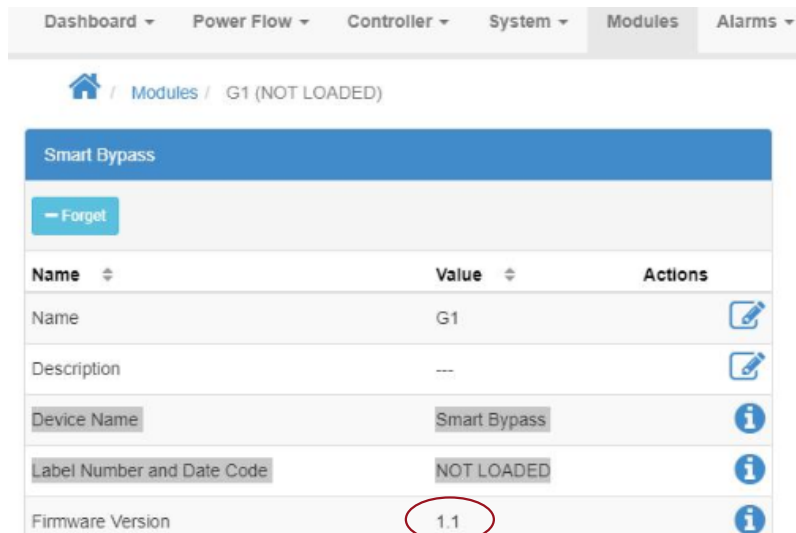 Dashboard Power Flow Controller System Modules Alarms
/ Modules / G1 (NOT LOADED)
Smart Bypass
Forget
Name Value Actions
Name G1
Description ---
Device Name Smart Bypass
Label Number and Date Code NOT LOADED
Firmware Version 1.1